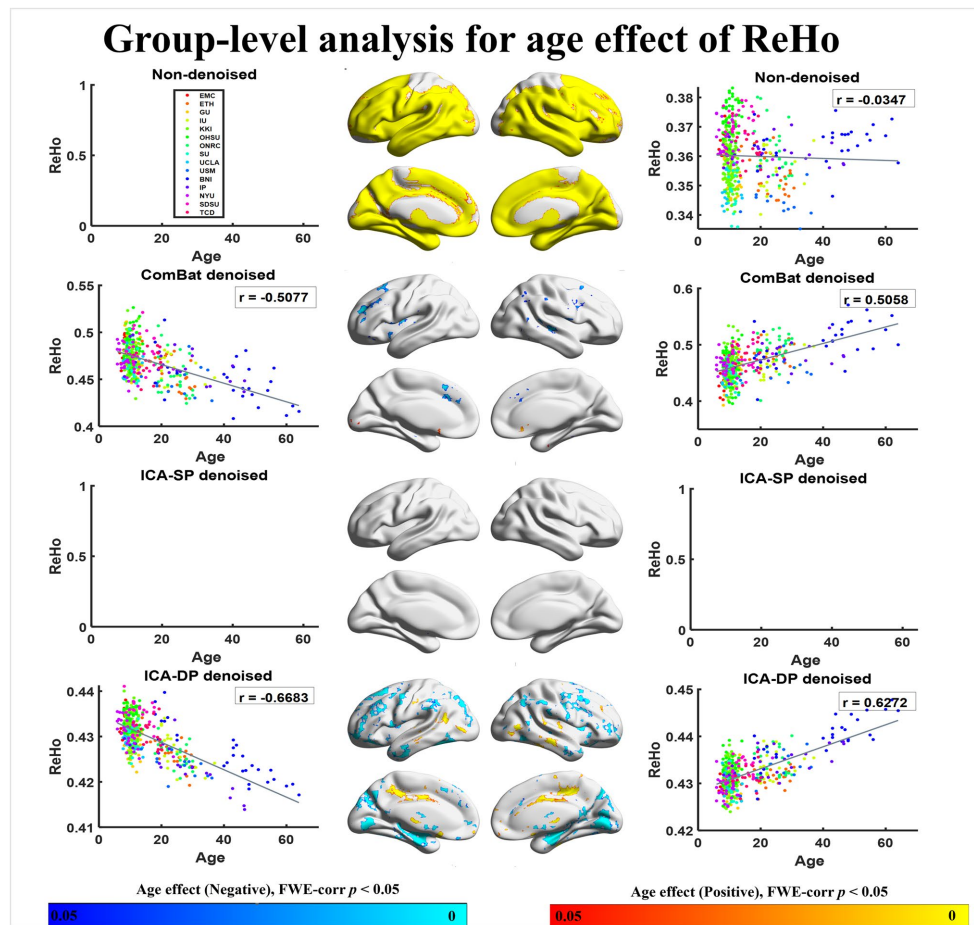 Group-level analysis for age effect of ReHo
Non-denoised
ReHo
1
0.5
0
0
20
40
60
Age
EMC
ETH
GU
IU
KKI
OHSU
ONRC
SU
UCLA
USM
BNI
IP
NYU
SDSU
TCD
Non-denoised
r = -0.0347
ReHo
0.38
0.37
0.36
0.35
0.34
0
20
40
60
Age
ComBat denoised
r = -0.5077
ReHo
0.55
0.5
0.45
0.4
0
20
40
60
Age
ComBat denoised
r = 0.5058
ReHo
0.6
0.5
0.4
0
20
40
60
Age
ICA-SP denoised
ReHo
1
0.5
0
0
20
40
60
Age
ICA-SP denoised
ReHo
1
0.5
0
0
20
40
60
Age
ICA-DP denoised
r = -0.6683
ReHo
0.44
0.43
0.42
0.41
0
20
40
60
Age
ICA-DP denoised
r = 0.6272
ReHo
0.45
0.44
0.43
0.42
0
20
40
60
Age
Age effect (Negative), FWE-corr p < 0.05
0.05
0
Age effect (Positive), FWE-corr p < 0.05
0.05
0